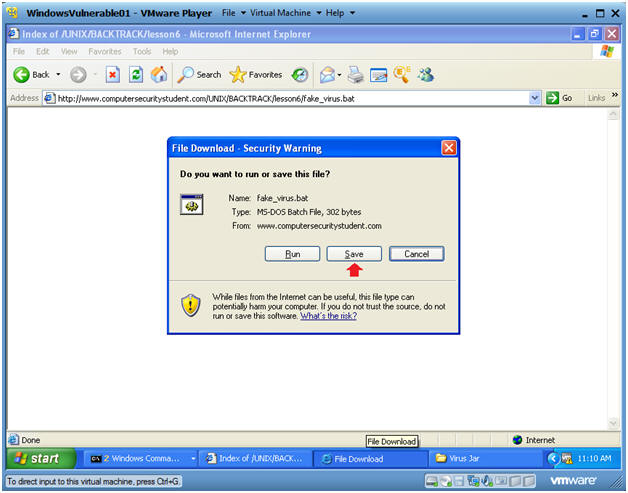 WindowsVulnerable01 - VMware Player File Virtual Machine Help
Index of /UNIX/BACKTRACK/lesson6 - Microsoft Internet Explorer
File Edit View Favorites Tools Help
Back Search Favorites
Address http://www.computersecuritystudent.com/UNIX/BACKTRACK/lesson6/fake_virus.bat Go Links »
File Download - Security Warning
Do you want to run or save this file?
Name: fake_virus.bat
Type: MS-DOS Batch File, 302 bytes
From: www.computersecuritystudent.com
Run Save Cancel
While files from the Internet can be useful, this file type can
potentially harm your computer. If you do not trust the source, do not
run or save this software. What's the risk?
Done Internet
File Download
start 2 Windows Comma... Index of /UNIX/BACK... File Download Virus Jar 11:10 AM
To direct input to this virtual machine, press Ctrl+G. vmware